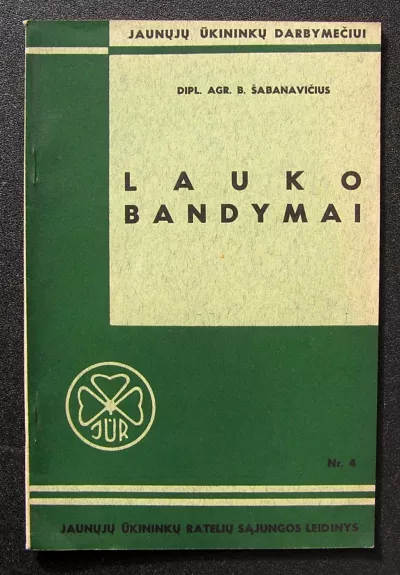 JAUNŲJŲ ŪKININKŲ DARBYMEČIUI
DIPL. AGR. B. ŠABANAVIČIUS
LAUKO
BANDYMAI
JŪR
Nr. 4
JAUNŲJŲ ŪKININKŲ RATELIŲ SĄJUNGOS LEIDINYS